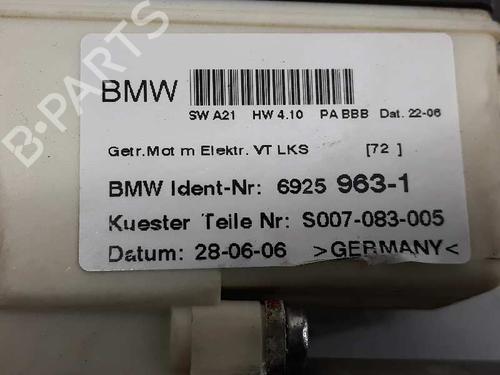 BMW
SW A21 HW 4.10 PA BBB Dat. 22-06
Getr.Mot m Elektr. VT LKS [72 ]
BMW Ident-Nr: 6925 963-1
Kuester Teile Nr: S007-083-005
Datum: 28-06-06 >GERMANY<
B-PARTS